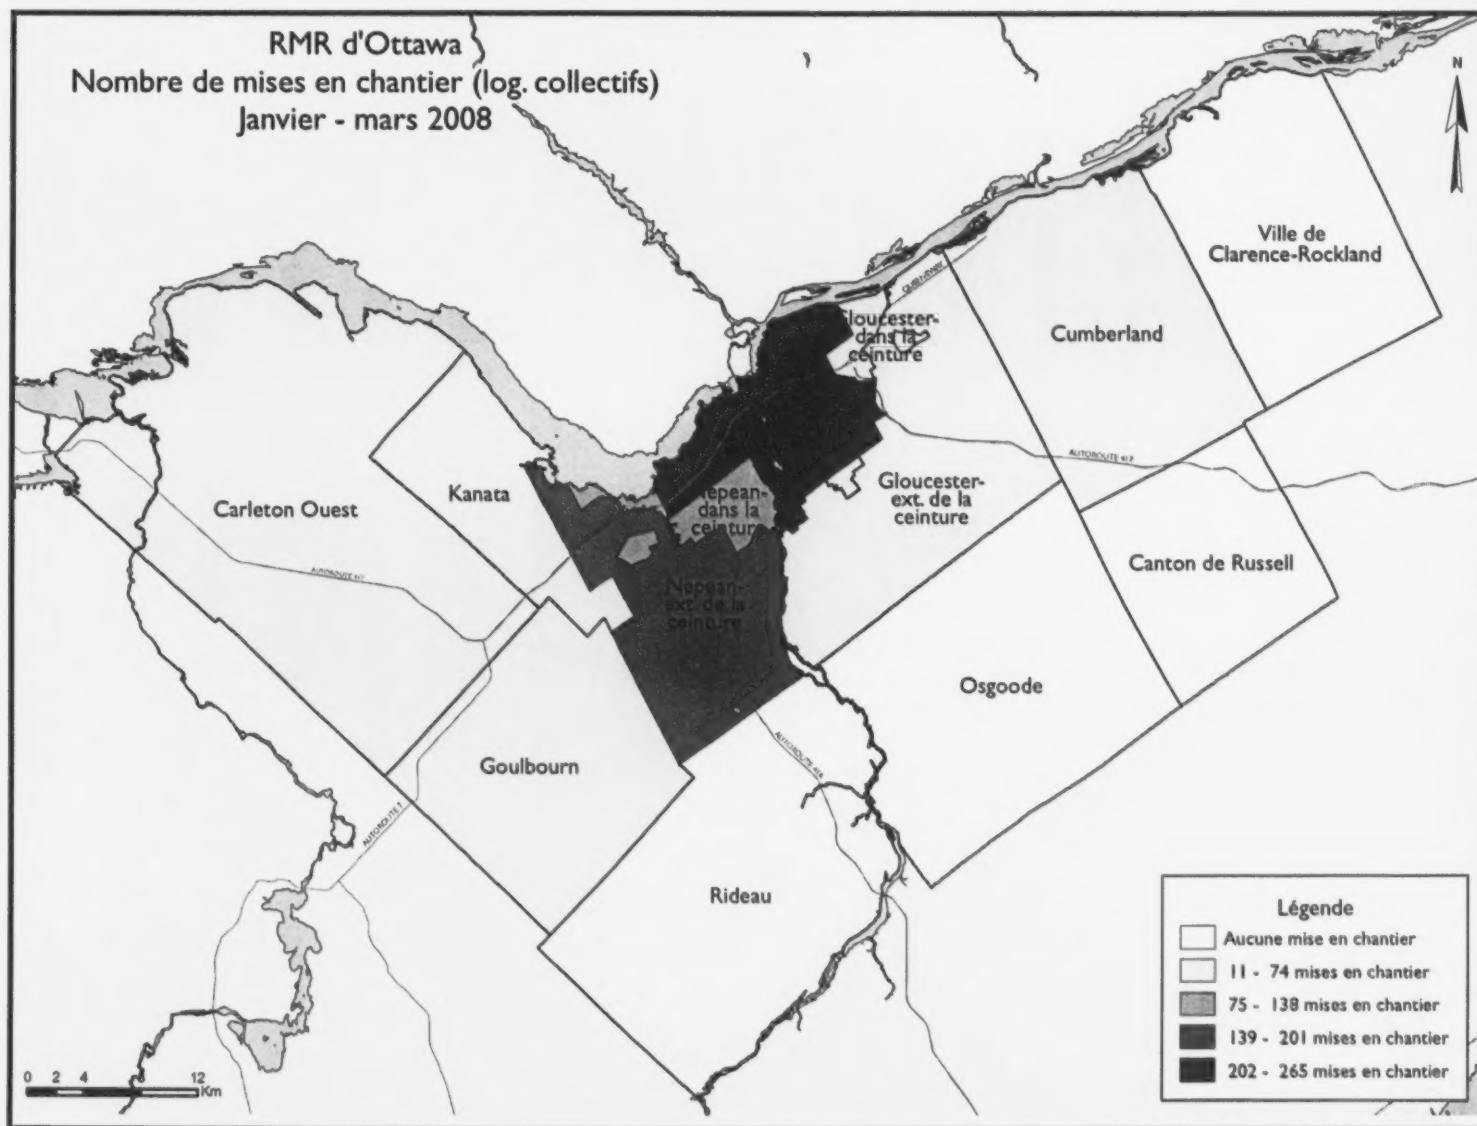 RMR d'Ottawa
Nombre de mises en chantier (log. collectifs)
Janvier - mars 2008
N
Ville de
Clarence-Rockland
QUEENSWAY
Gloucester-
dans la
ceinture
Cumberland
AUTOROUTE 417
Kanata
Carleton Ouest
Nepean-
dans la
ceinture
Gloucester-
ext. de la
ceinture
Canton de Russell
AUTOROUTE 417
Nepean-
ext. de la
ceinture
Osgoode
Goulbourn
AUTOROUTE 416
AUTOROUTE 7
Rideau
Légende
Aucune mise en chantier
11 - 74 mises en chantier
75 - 138 mises en chantier
139 - 201 mises en chantier
202 - 265 mises en chantier
0 2 4 8 12
Km